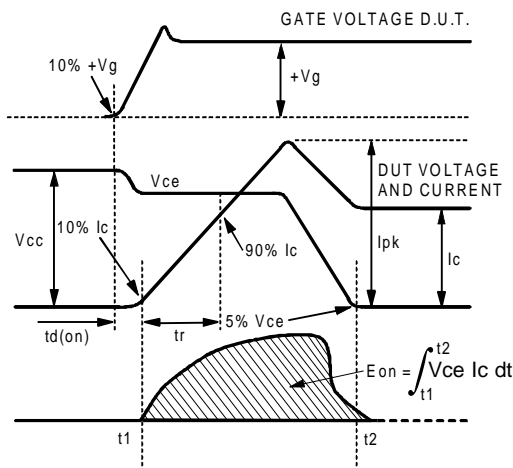 GATE VOLTAGE D.U.T.
10% +Vg
+Vg
Vce
DUT VOLTAGE
AND CURRENT
Vcc
10% Ic
90% Ic
Ipk
Ic
td(on)
tr
5% Vce
Eon = ∫ Vce Ic dt
t2
t1
t1
t2